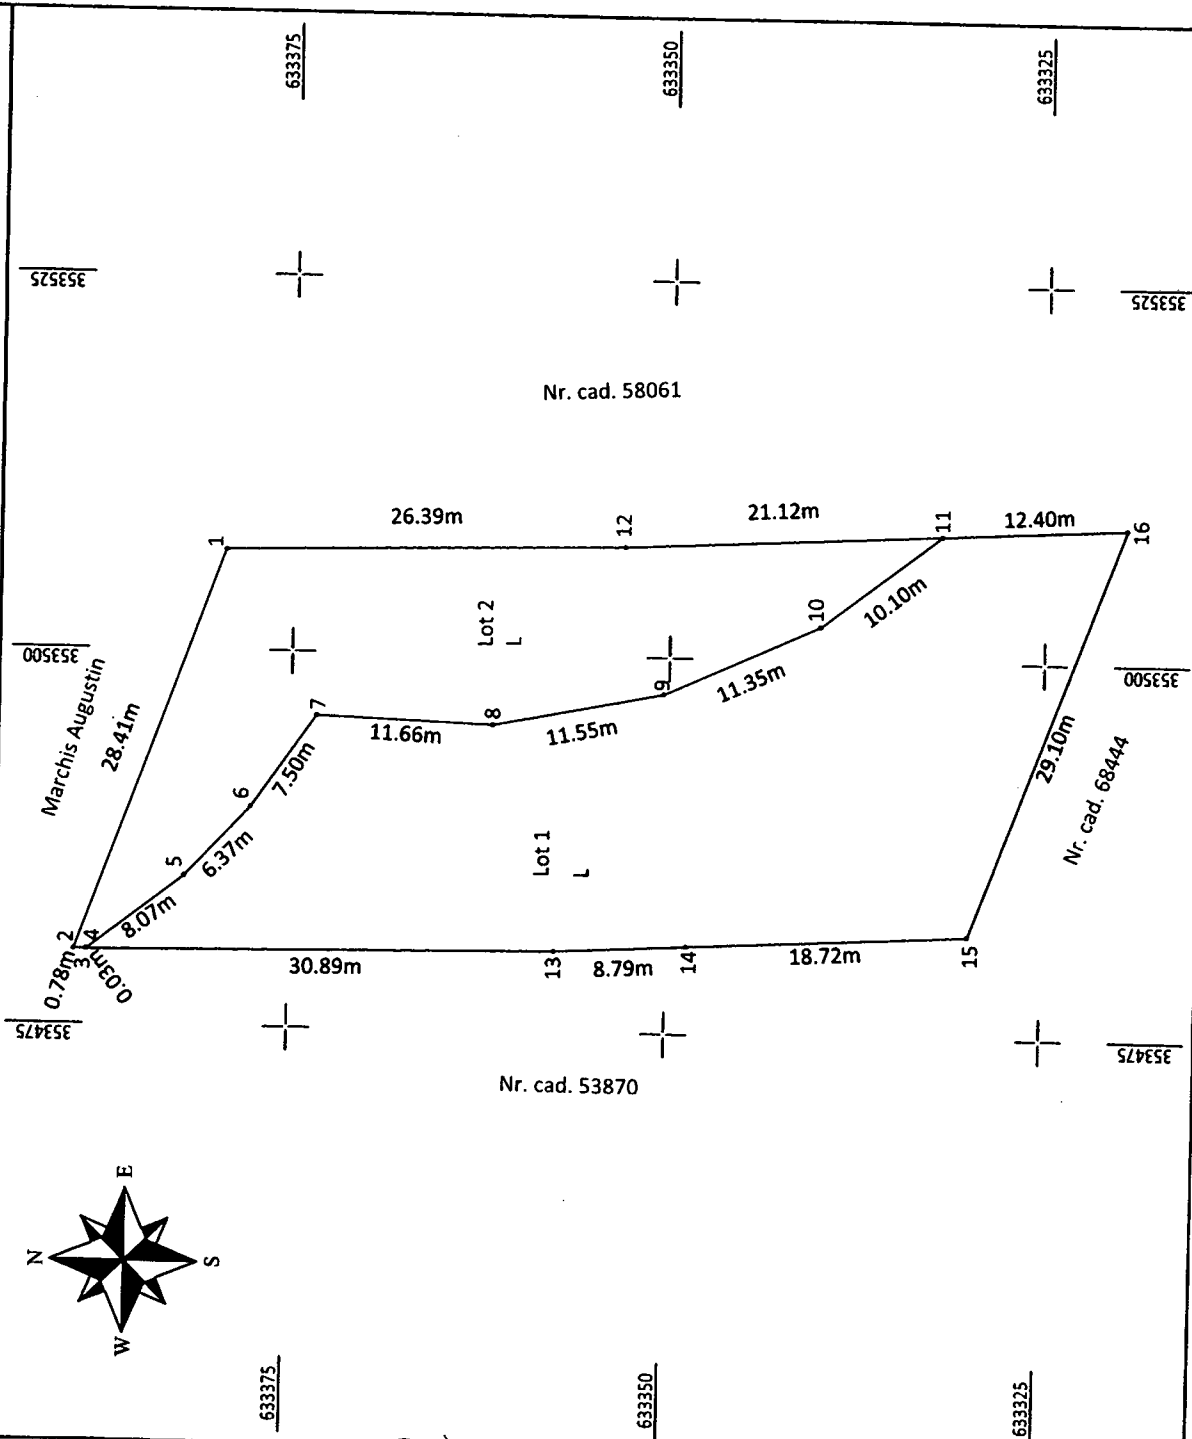 633375
633350
633325
353525
353525
Nr. cad. 58061
26.39m
21.12m
12.40m
1
12
11
16
Lot 2
L
10
10.10m
353500
353500
Marchis Augustin
28.41m
9
11.35m
7
8
11.66m
11.55m
7.50m
6
29.10m
Nr. cad. 68444
5
6.37m
Lot 1
L
8.07m
2
4
3
0.78m
0.03m
30.89m
13
8.79m
14
18.72m
15
353475
353475
Nr. cad. 53870
E
N
S
W
633375
633350
633325